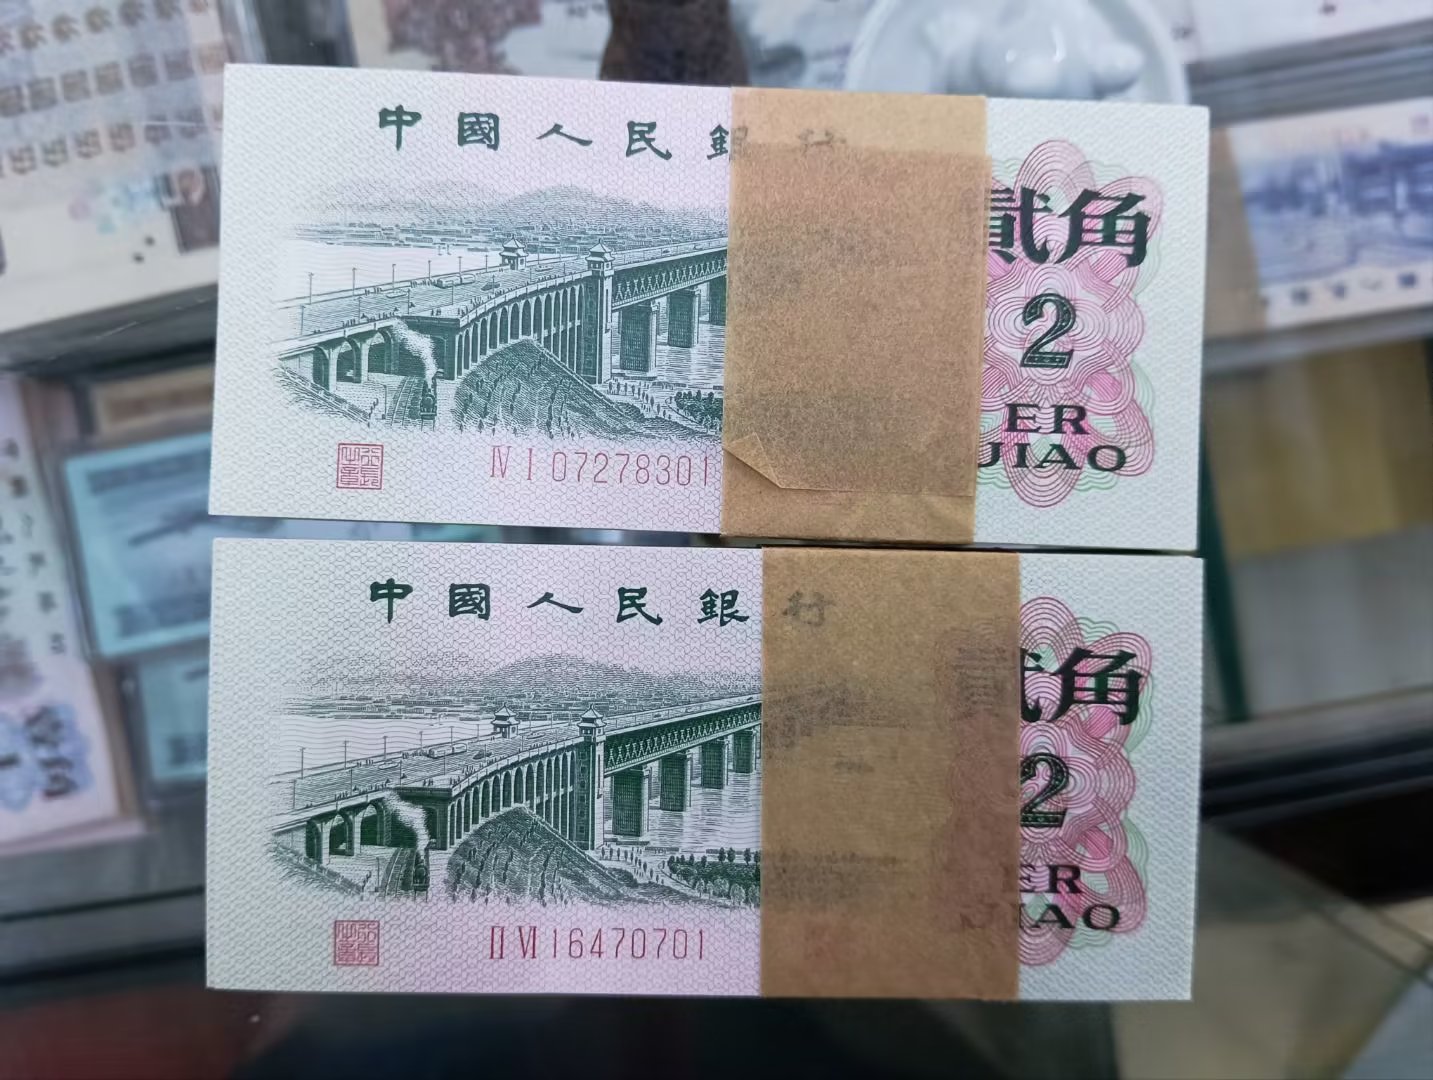 中國人民銀行
貳角
2
ER
JIAO
Ⅳ Ⅰ 07278301
中國人民銀行
貳角
2
ER
JIAO
Ⅱ Ⅵ 16470701